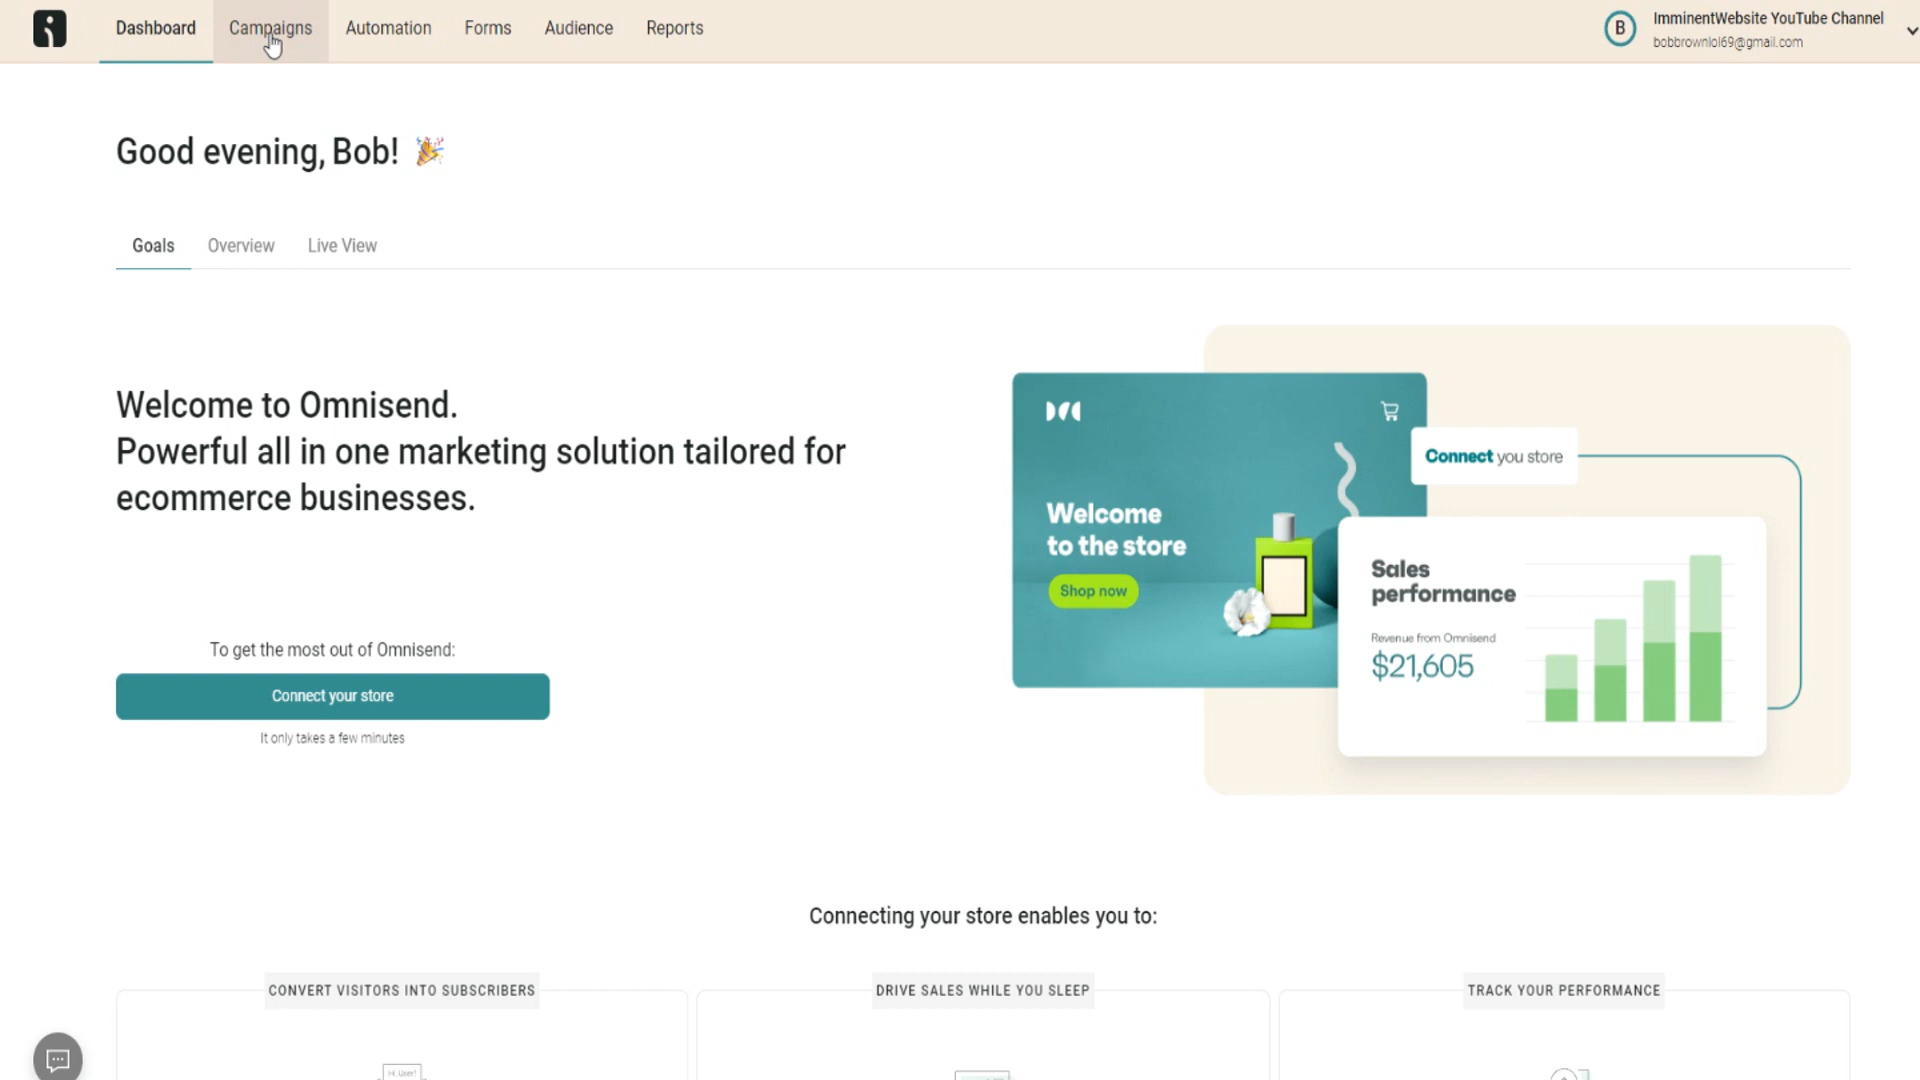 Dashboard Campaigns Automation Forms Audience Reports
B
ImminentWebsite YouTube Channel
bobbrownlol69@gmail.com
Good evening, Bob!
Goals Overview Live View
Welcome to Omnisend.
Powerful all in one marketing solution tailored for
ecommerce businesses.
To get the most out of Omnisend:
Connect your store
It only takes a few minutes
Connect you store
Welcome
to the store
Shop now
Sales
performance
Revenue from Omnisend
$21,605
Connecting your store enables you to:
CONVERT VISITORS INTO SUBSCRIBERS
DRIVE SALES WHILE YOU SLEEP
TRACK YOUR PERFORMANCE
Hi, User!